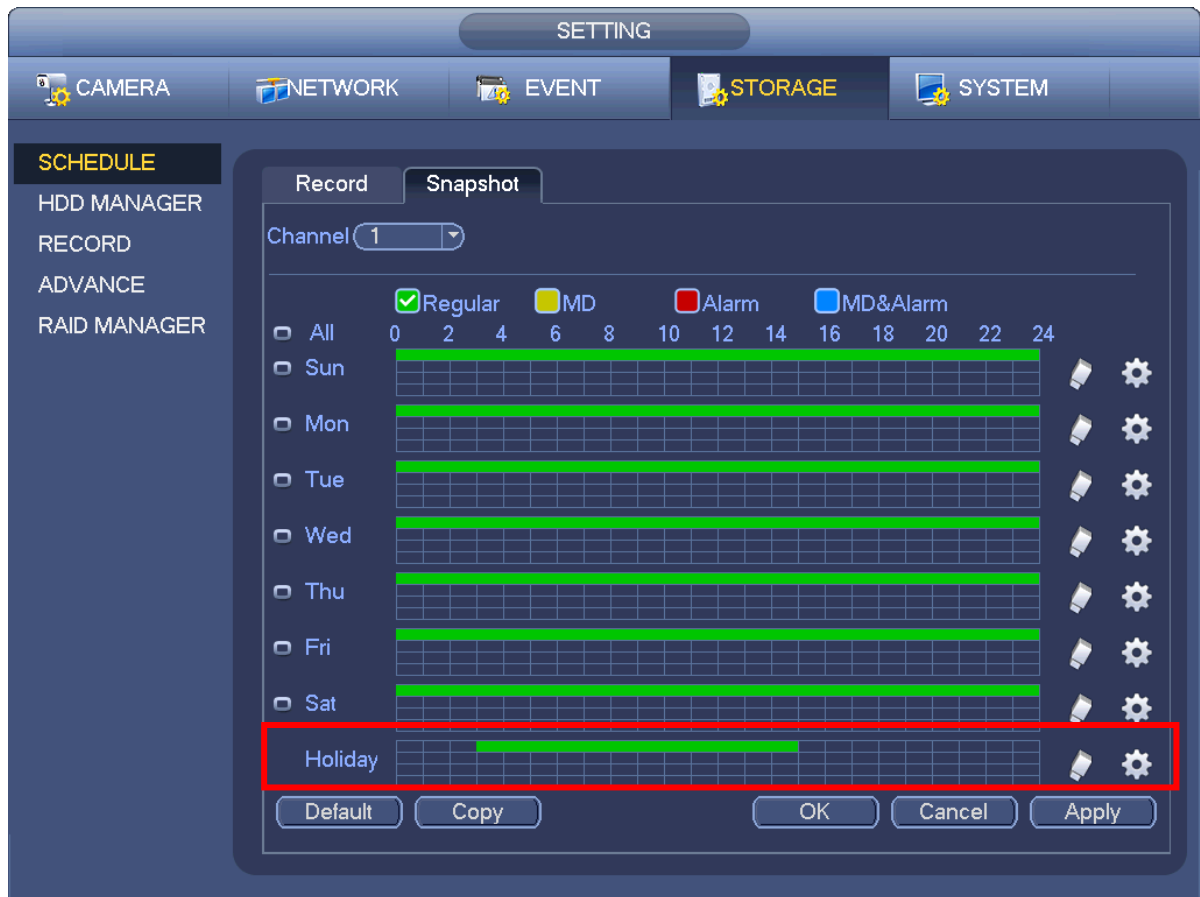 SETTING
CAMERA NETWORK EVENT STORAGE SYSTEM
SCHEDULE
HDD MANAGER
RECORD
ADVANCE
RAID MANAGER
Record Snapshot
Channel 1
Regular MD Alarm MD&Alarm
All 0 2 4 6 8 10 12 14 16 18 20 22 24
Sun
Mon
Tue
Wed
Thu
Fri
Sat
Holiday
Default Copy OK Cancel Apply